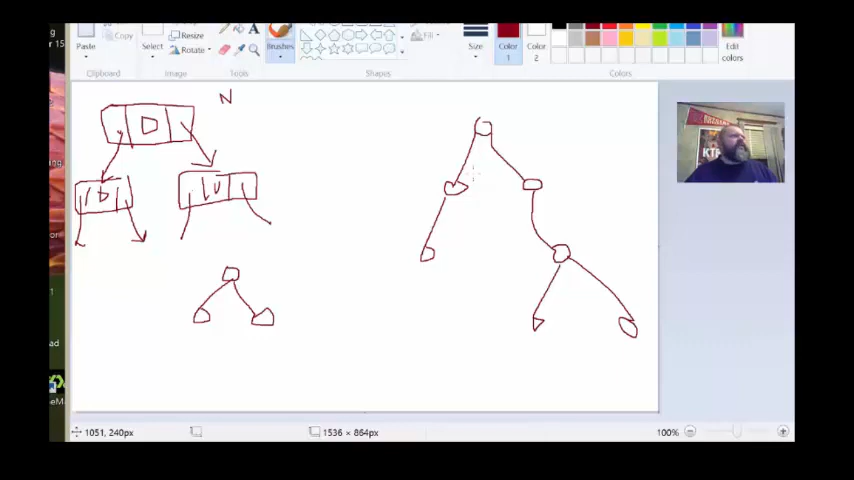 Paste
Copy
Select
Resize
Rotate
A
Brushes
Fill
Size
Color
1
Color
2
Edit
colors
Clipboard
Image
Tools
Shapes
Colors
N
D
D
1051, 240px
1536 × 864px
100%